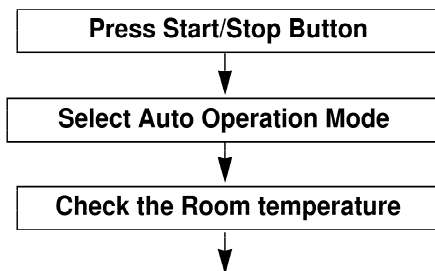 Press Start/Stop Button
Select Auto Operation Mode
Check the Room temperature